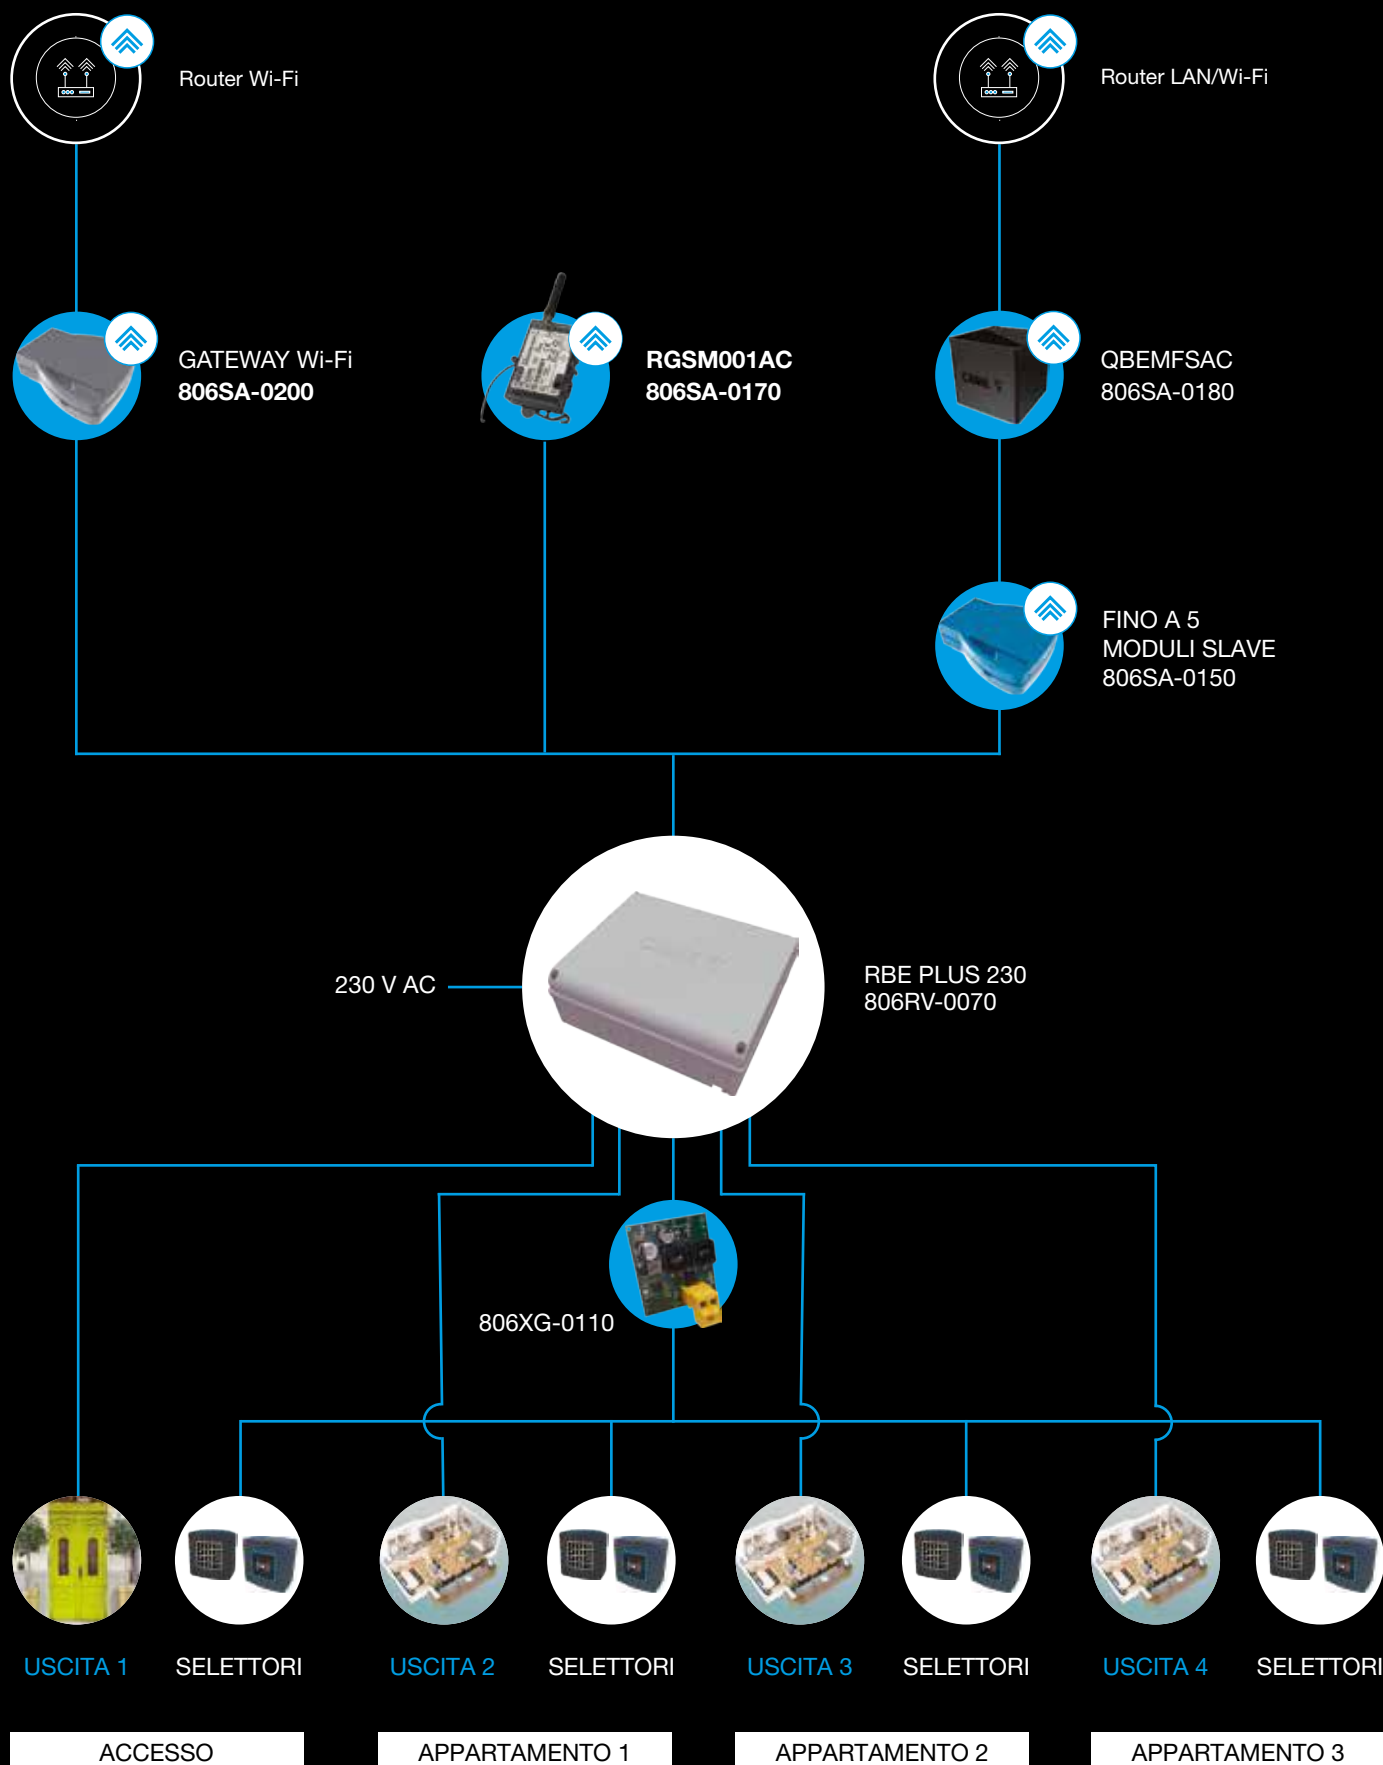 Router Wi-Fi
Router LAN/Wi-Fi
GATEWAY Wi-Fi
806SA-0200
RGSM001AC
806SA-0170
QBEMFSAC
806SA-0180
FINO A 5
MODULI SLAVE
806SA-0150
230 V AC
RBE PLUS 230
806RV-0070
806XG-0110
USCITA 1
SELETTORI
USCITA 2
SELETTORI
USCITA 3
SELETTORI
USCITA 4
SELETTORI
ACCESSO
APPARTAMENTO 1
APPARTAMENTO 2
APPARTAMENTO 3